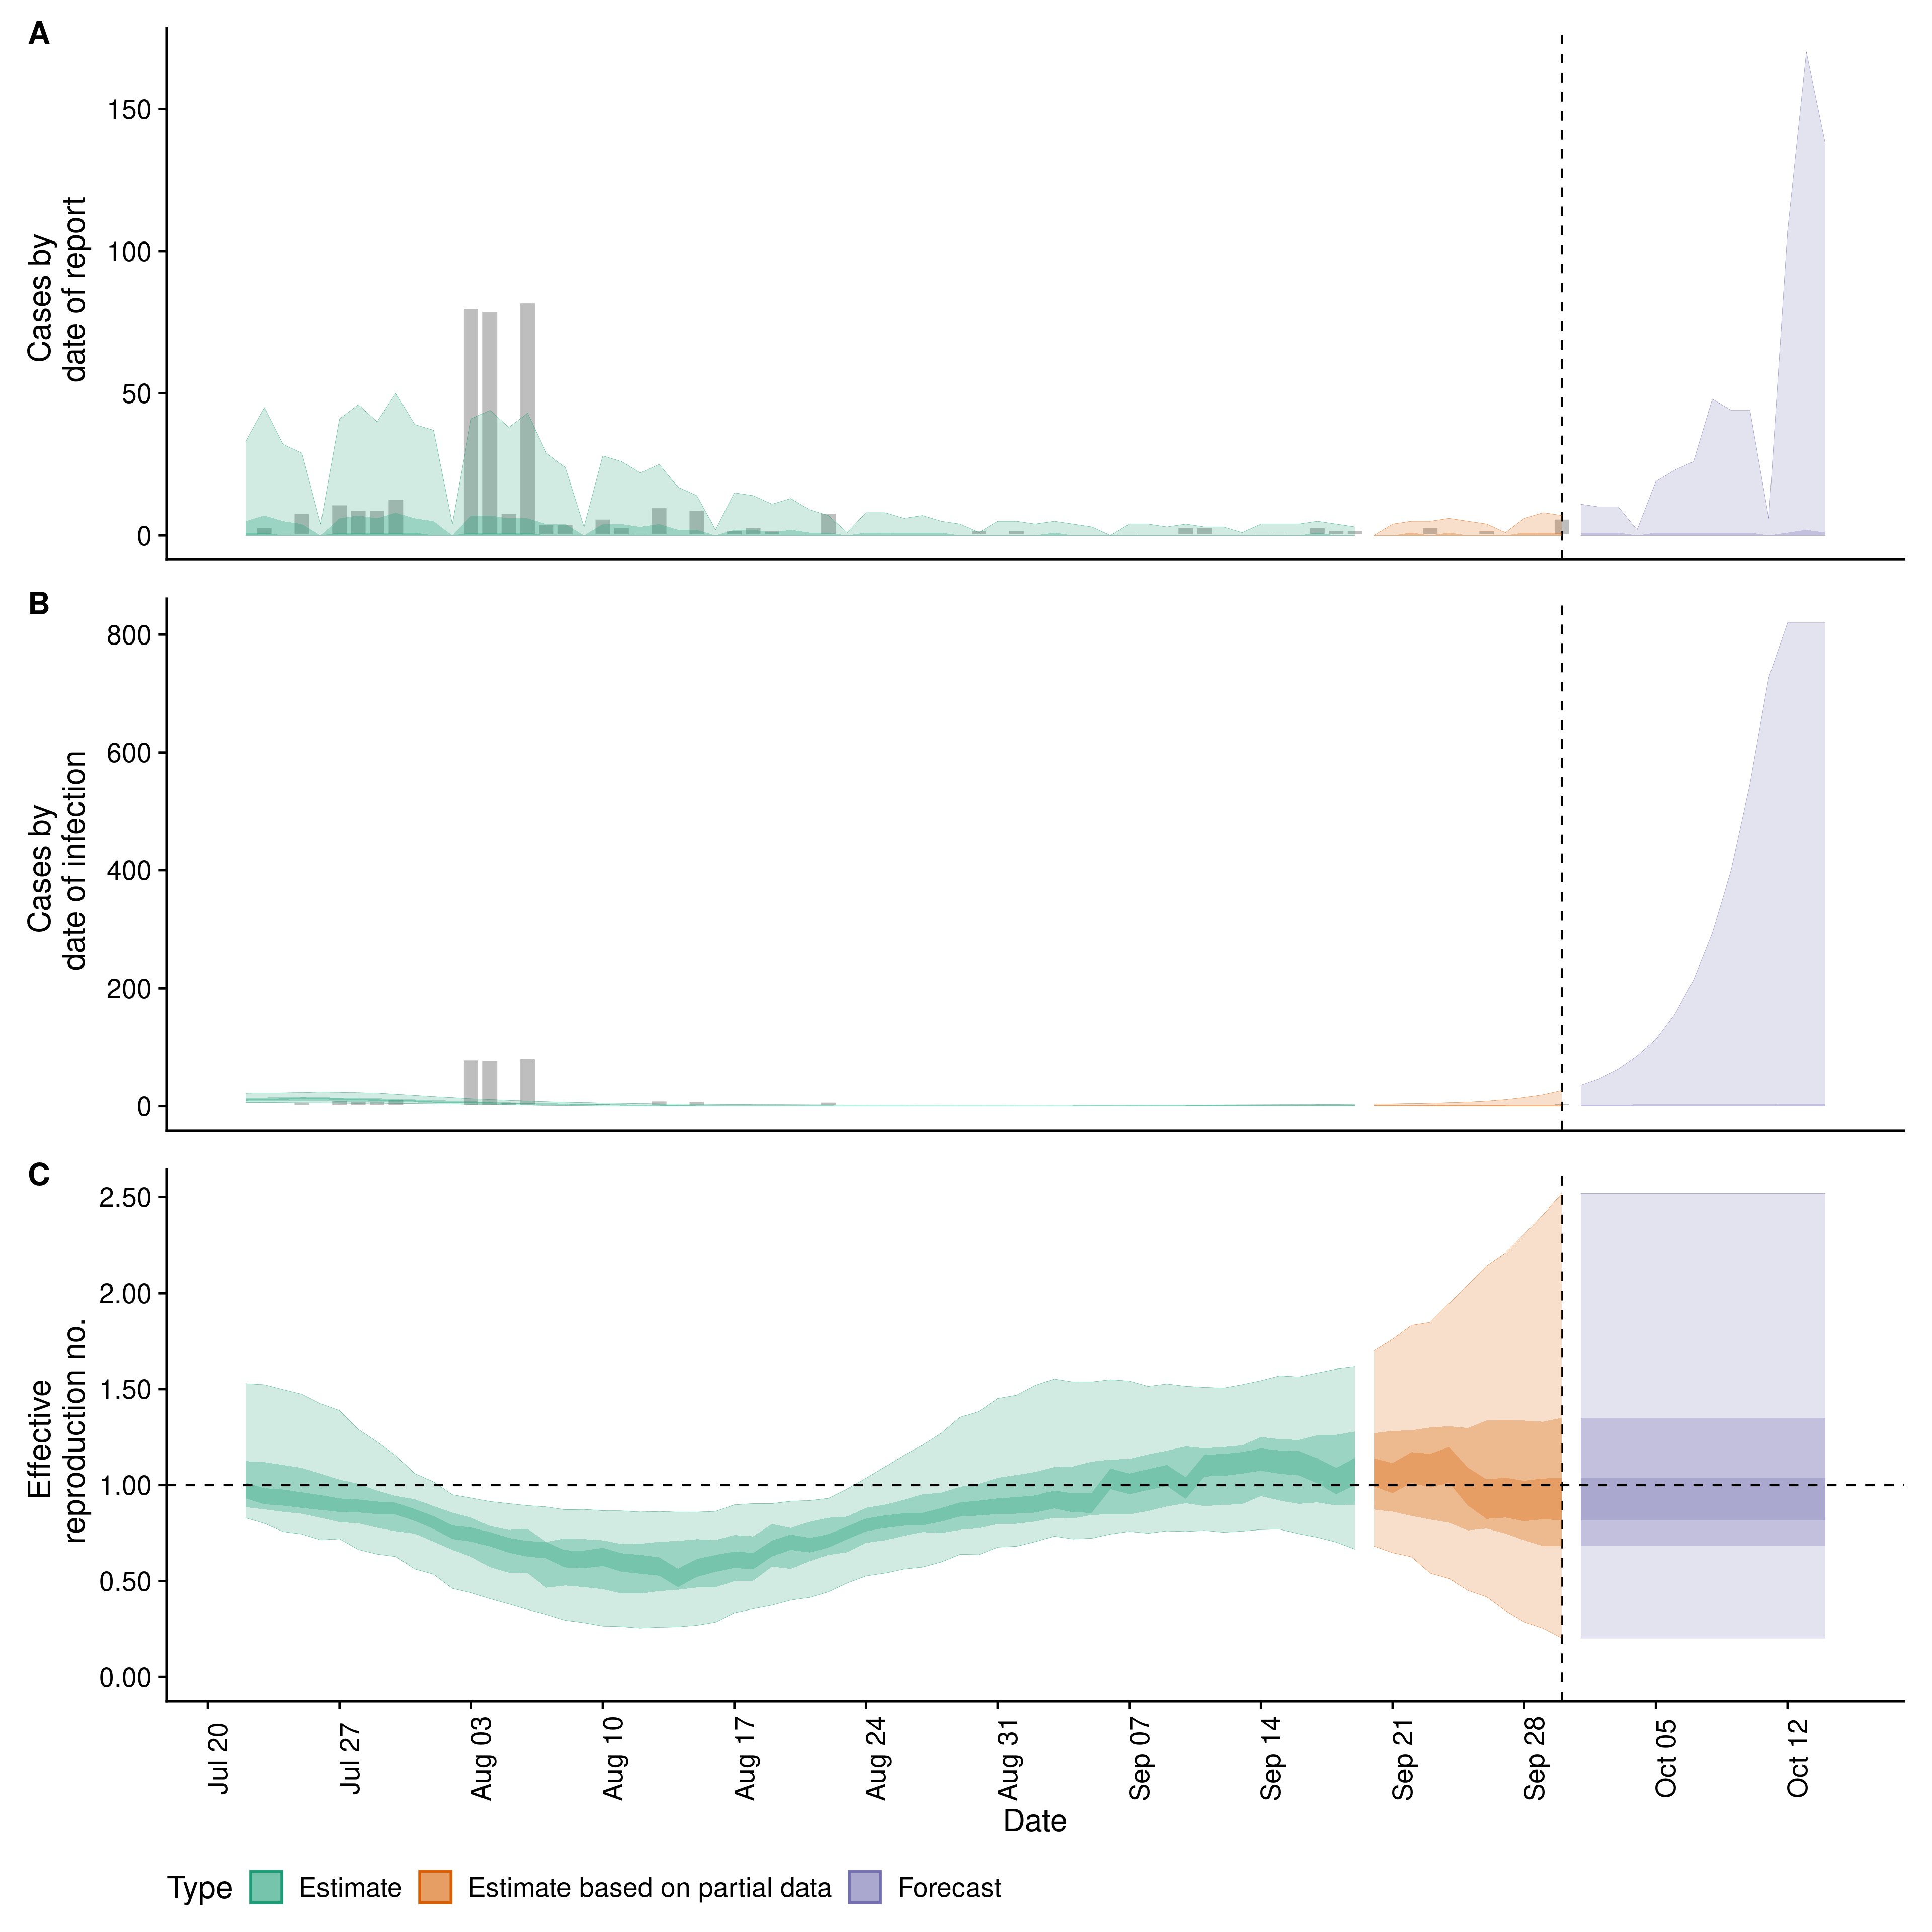 A
Cases by
date of report
150
100
50
0
B
Cases by
date of infection
800
600
400
200
0
C
Effective
reproduction no.
2.50
2.00
1.50
1.00
0.50
0.00
Jul 20
Jul 27
Aug 03
Aug 10
Aug 17
Aug 24
Aug 31
Sep 07
Sep 14
Sep 21
Sep 28
Oct 05
Oct 12
Date
Type
Estimate
Estimate based on partial data
Forecast